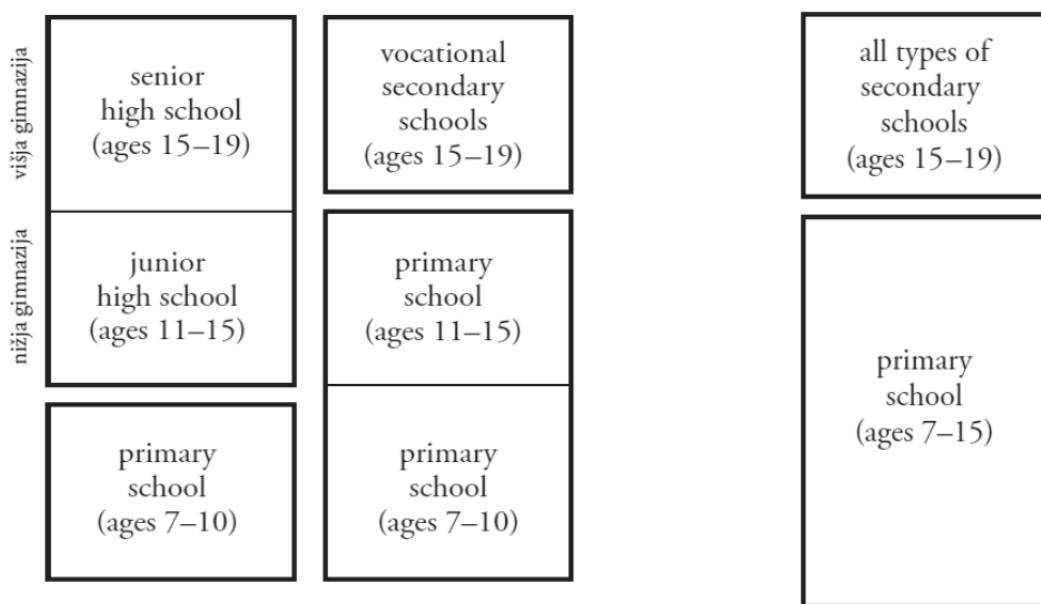 višja gimnazija
senior
high school
(ages 15–19)
vocational
secondary
schools
(ages 15–19)
all types of
secondary
schools
(ages 15–19)
nižja gimnazija
junior
high school
(ages 11–15)
primary
school
(ages 11–15)
primary
school
(ages 7–15)
primary
school
(ages 7–10)
primary
school
(ages 7–10)